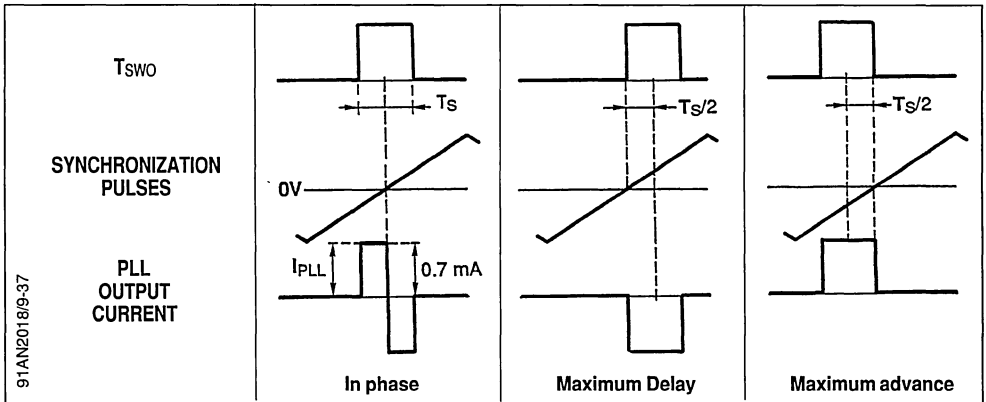 TSWO
TS
TS/2
TS/2
SYNCHRONIZATION
PULSES
0V
PLL
OUTPUT
CURRENT
IPLL
0.7 mA
91AN2018/9-37
In phase
Maximum Delay
Maximum advance